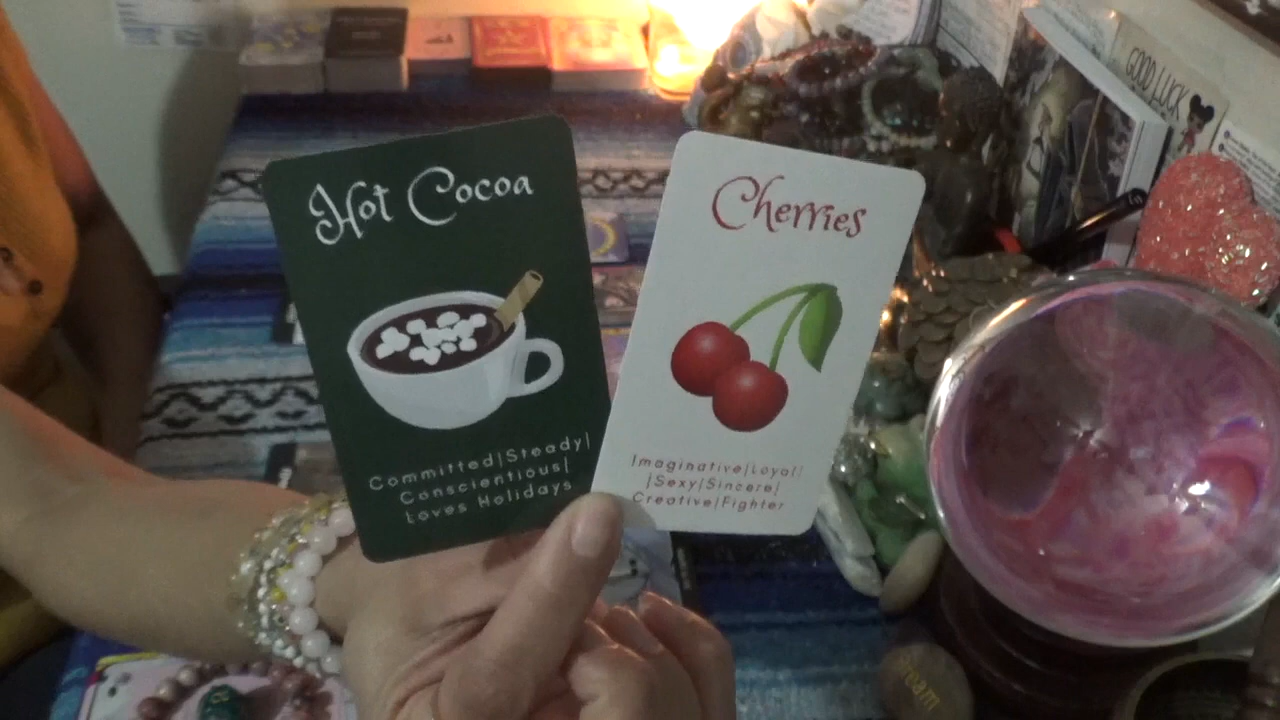 Hot Cocoa
Committed|Steady|
Conscientious|
Loves Holidays
Cherries
Imaginative|Loyal|
|Sexy|Sincere|
Creative|Fighter
GOOD LUCK